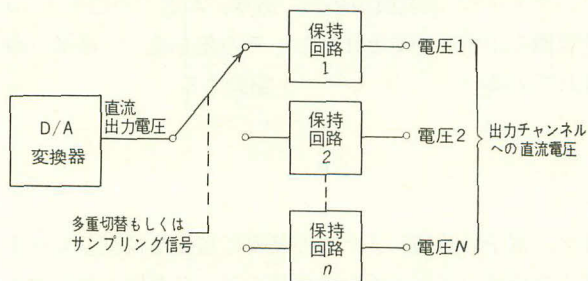 保持
回路
1
電圧1
直流
出力電圧
D/A
変換器
保持
回路
2
電圧2
出力チャンネル
への直流電圧
多重切替もしくは
サンプリング信号
保持
回路
n
電圧N